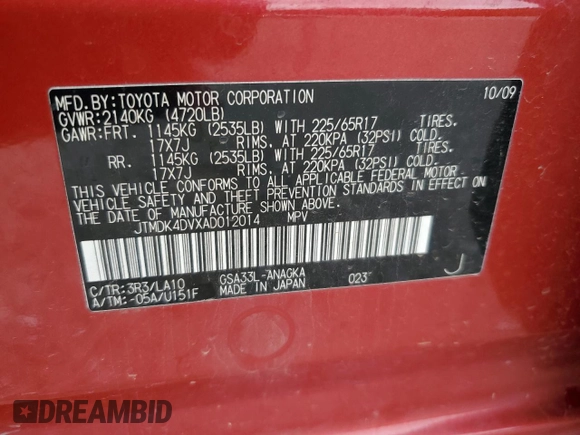 MFD.BY:TOYOTA MOTOR CORPORATION 10/09
GVWR:2140KG (4720LB)
GAWR:FRT. 1145KG (2535LB) WITH 225/65R17 TIRES.
17X7J RIMS. AT 220KPA (32PSI) COLD.
RR. 1145KG (2535LB) WITH 225/65R17 TIRES.
17X7J RIMS. AT 220KPA (32PSI) COLD.
THIS VEHICLE CONFORMS TO ALL APPLICABLE FEDERAL MOTOR
VEHICLE SAFETY AND THEFT PREVENTION STANDARDS IN EFFECT ON
THE DATE OF MANUFACTURE SHOWN ABOVE.
JTMDK4DVXAD012014 MPV
C/TR:3R3/LA10 GSA33L-ANAGKA 023
A/TM:-05A/U151F MADE IN JAPAN J
DREAMBID